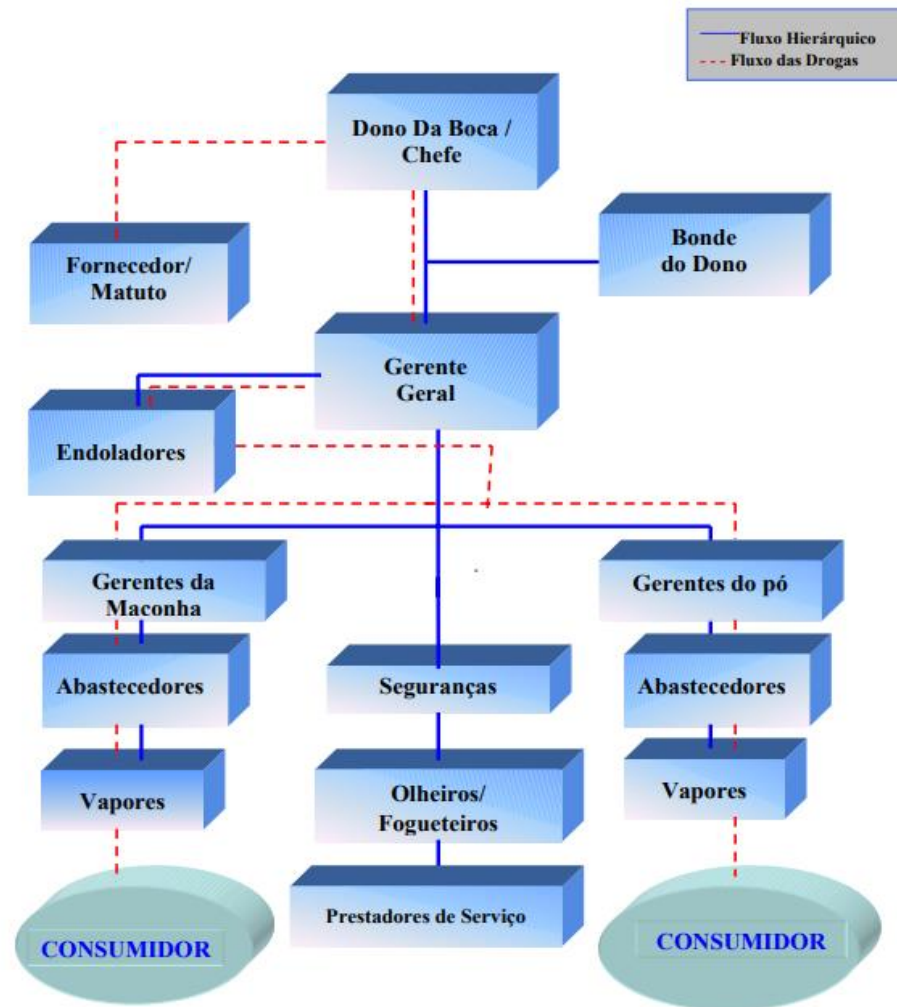 Fluxo Hierárquico
Fluxo das Drogas
Dono Da Boca /
Chefe
Fornecedor/
Matuto
Bonde
do Dono
Gerente
Geral
Endoladores
Gerentes da
Maconha
Gerentes do pó
Abastecedores
Seguranças
Abastecedores
Vapores
Olheiros/
Fogueteiros
Vapores
Prestadores de Serviço
CONSUMIDOR
CONSUMIDOR